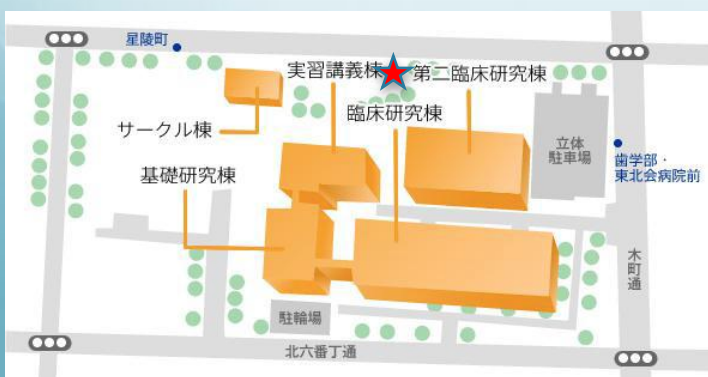 星陵町
実習講義棟
第二臨床研究棟
臨床研究棟
サークル棟
基礎研究棟
立体
駐車場
歯学部・
東北会病院前
木町通
駐輪場
北六番丁通